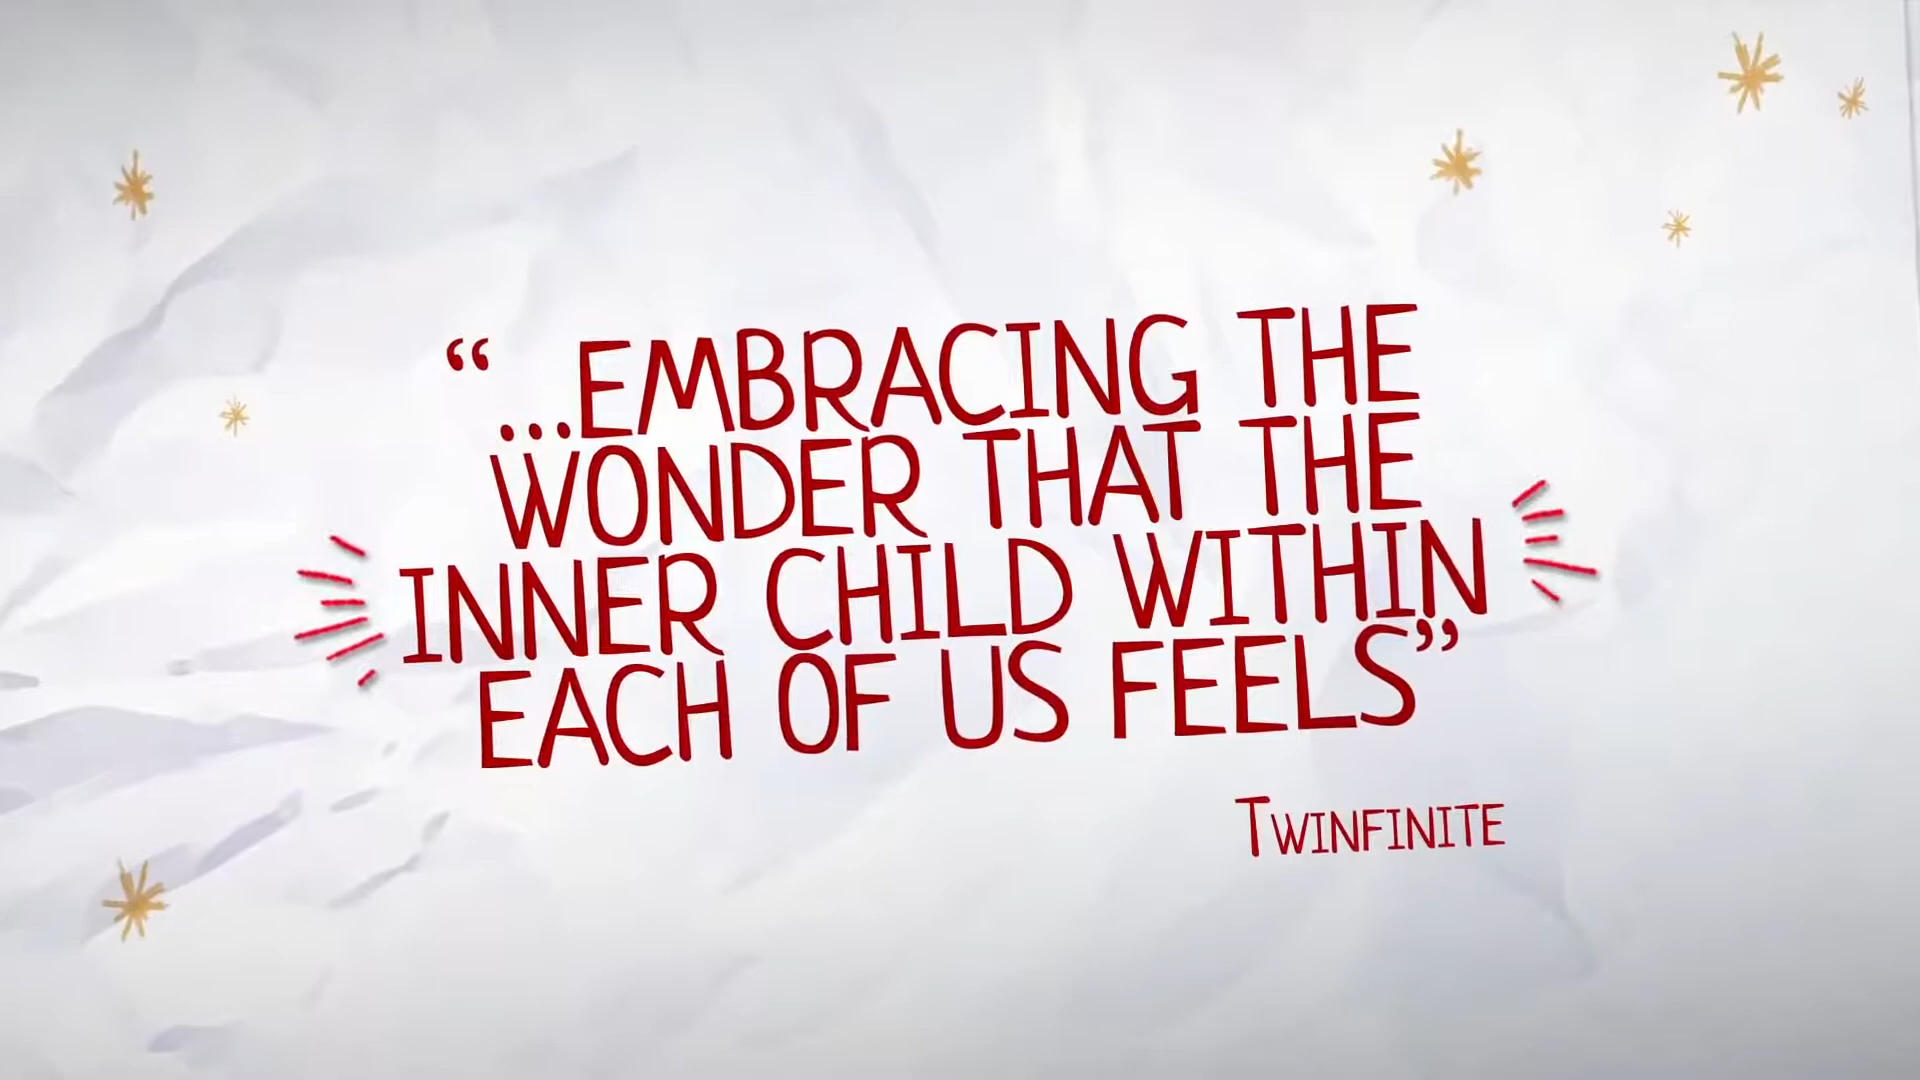 “ ...EMBRACING THE
WONDER THAT THE
INNER CHILD WITHIN
EACH OF US FEELS”
TWINFINITE